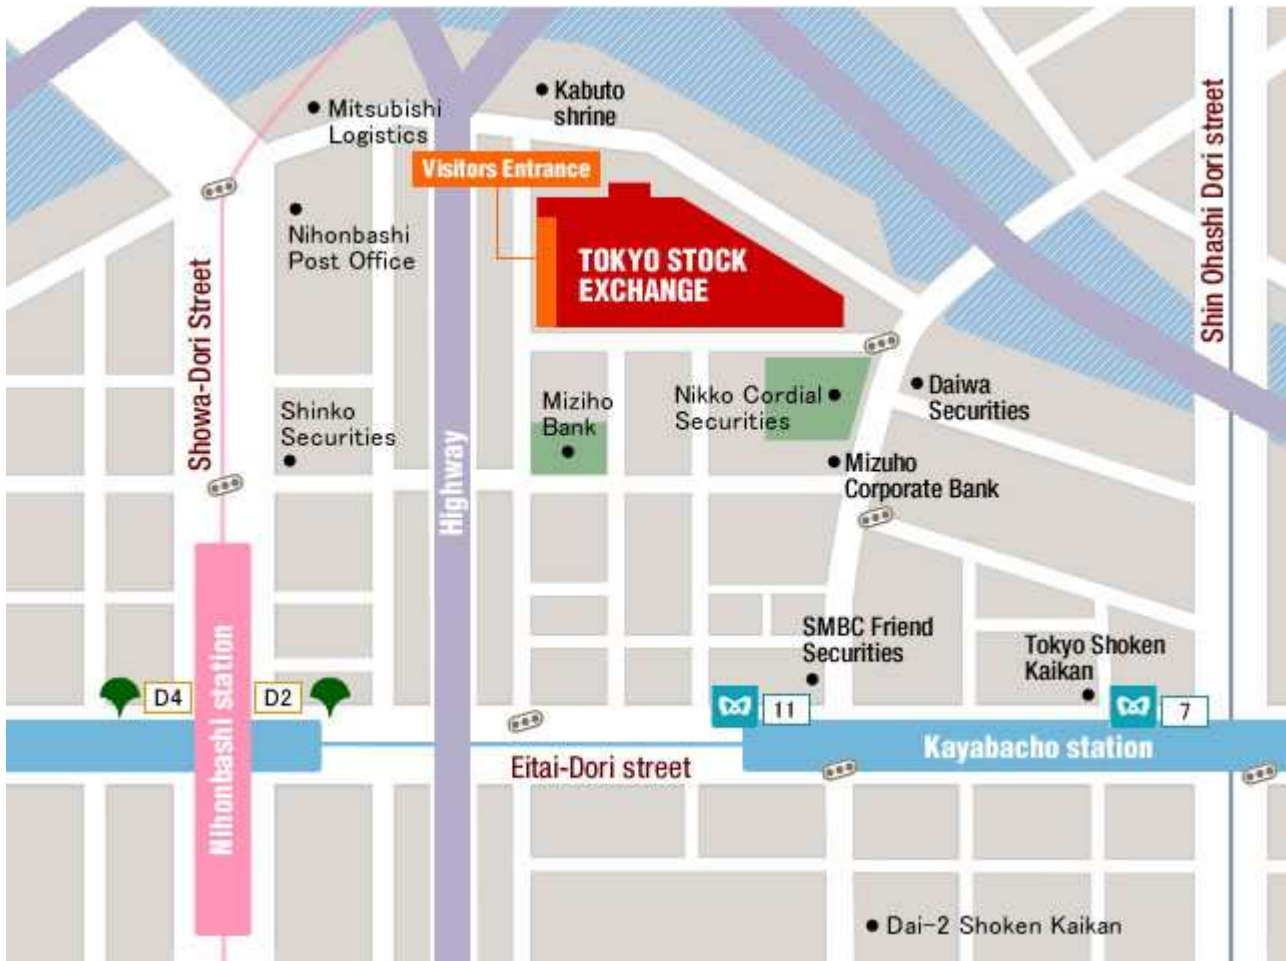 Kabuto
shrine
Mitsubishi
Logistics
Visitors Entrance
Shin Ohashi Dori street
Nihonbashi
Post Office
TOKYO STOCK
EXCHANGE
Showa-Dori Street
Miziho
Bank
Nikko Cordial
Securities
Daiwa
Securities
Shinko
Securities
Highway
Mizuho
Corporate Bank
SMBC Friend
Securities
Tokyo Shoken
Kaikan
Nihonbashi station
D4
D2
11
7
Kayabacho station
Eitai-Dori street
Dai-2 Shoken Kaikan